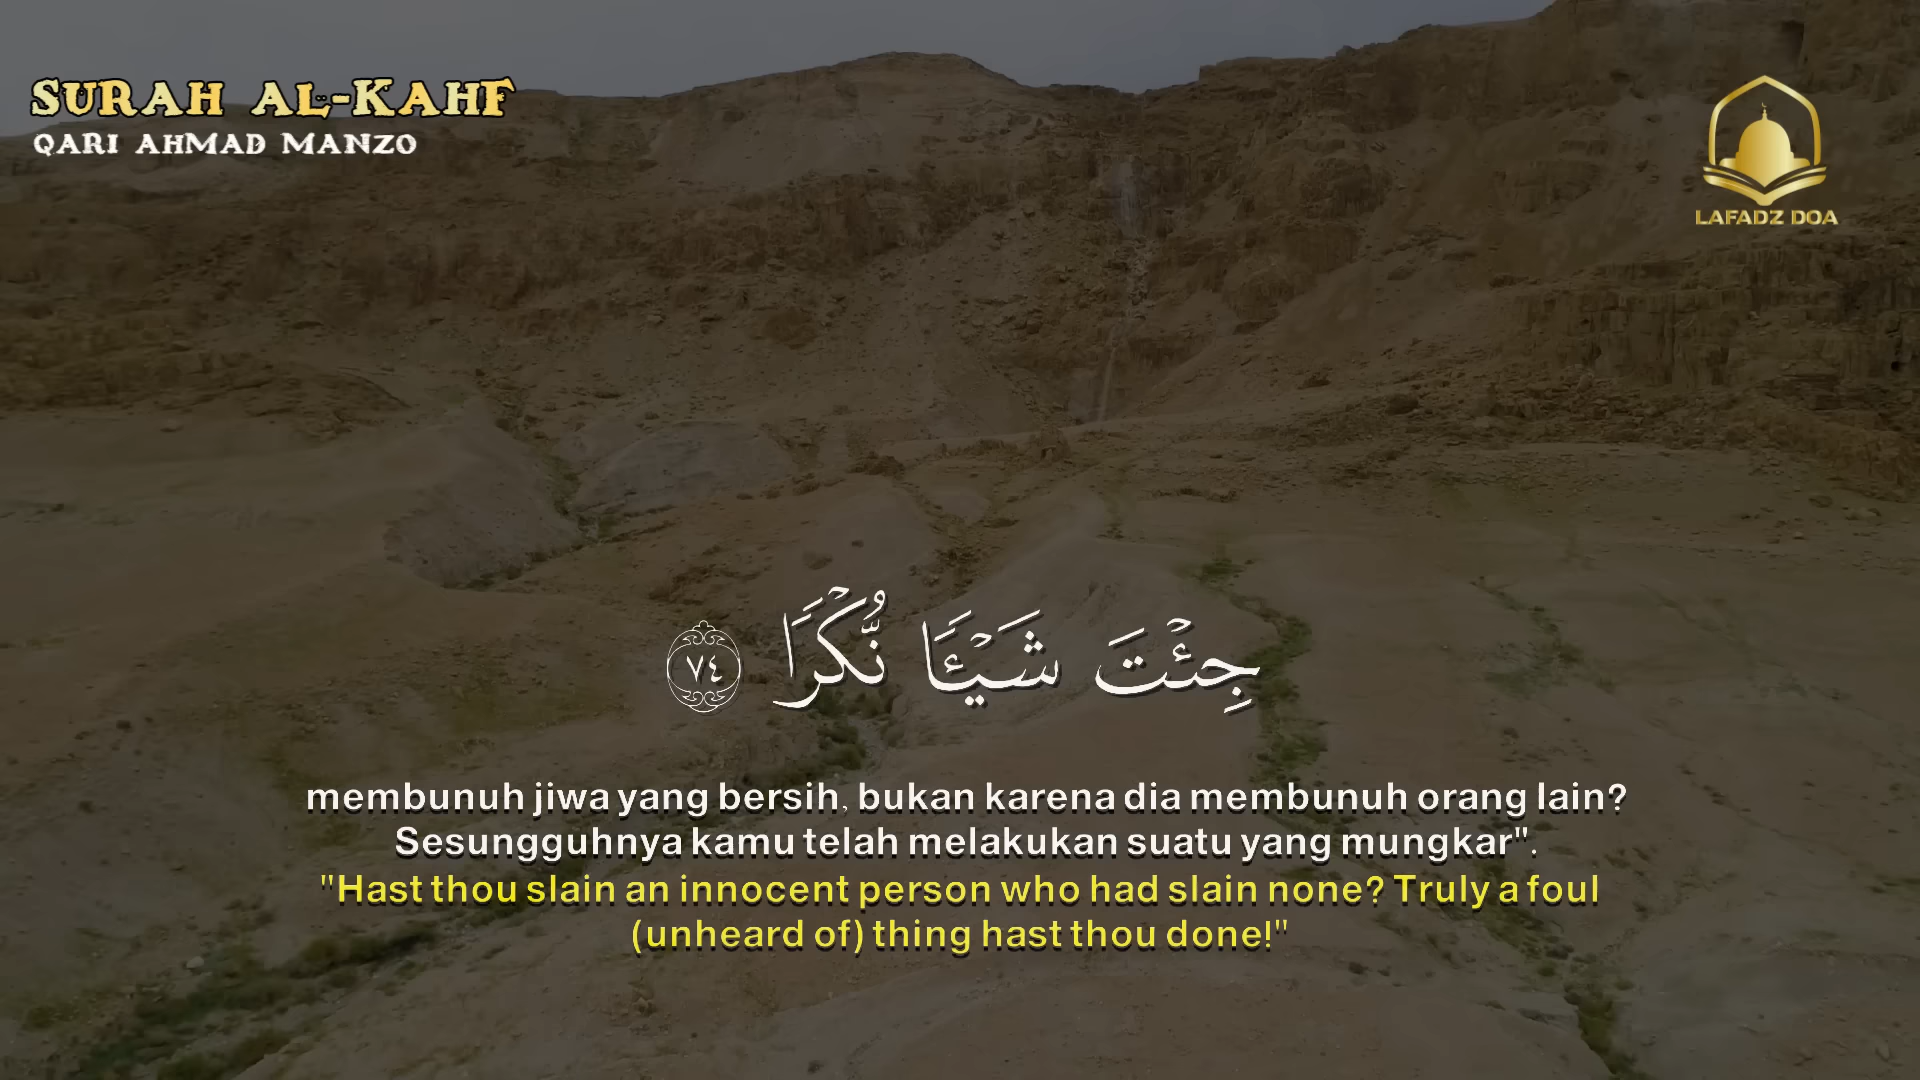 SURAH AL-KAHF
QARI AHMAD MANZO
LAFADZ DOA
جِئۡتَ شَيۡـٔٗا نُّكۡرٗا ٧٤
membunuh jiwa yang bersih, bukan karena dia membunuh orang lain?
Sesungguhnya kamu telah melakukan suatu yang mungkar".
"Hast thou slain an innocent person who had slain none? Truly a foul
(unheard of) thing hast thou done!"